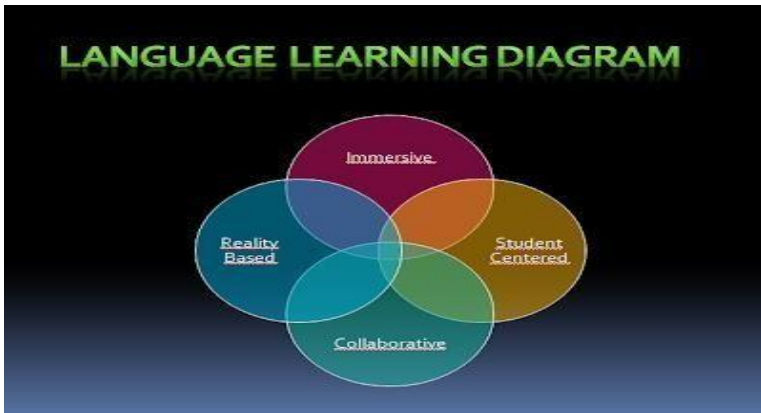 LANGUAGE LEARNING DIAGRAM
Immersive
Reality
Based
Student
Centered
Collaborative